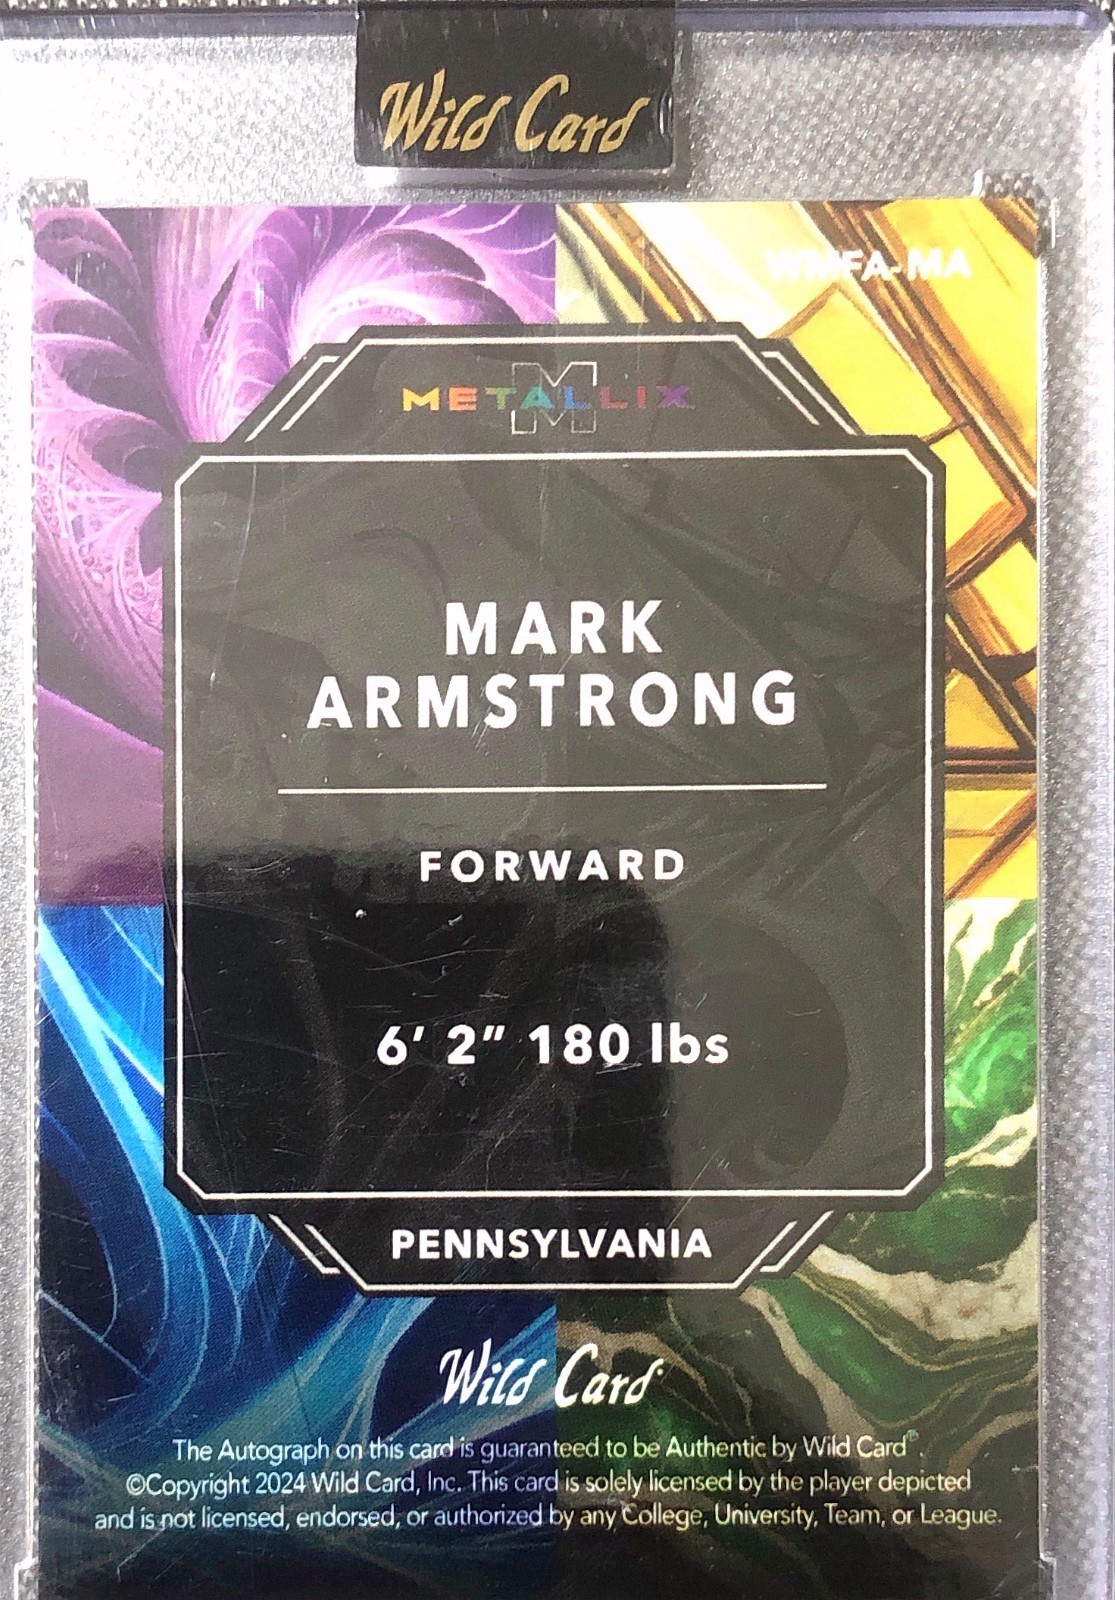 Wild Card
WMFA-MA
METALLIX
M
MARK
ARMSTRONG
FORWARD
6' 2" 180 lbs
PENNSYLVANIA
Wild Card
The Autograph on this card is guaranteed to be Authentic by Wild Card®.
©Copyright 2024 Wild Card, Inc. This card is solely licensed by the player depicted
and is not licensed, endorsed, or authorized by any College, University, Team, or League.